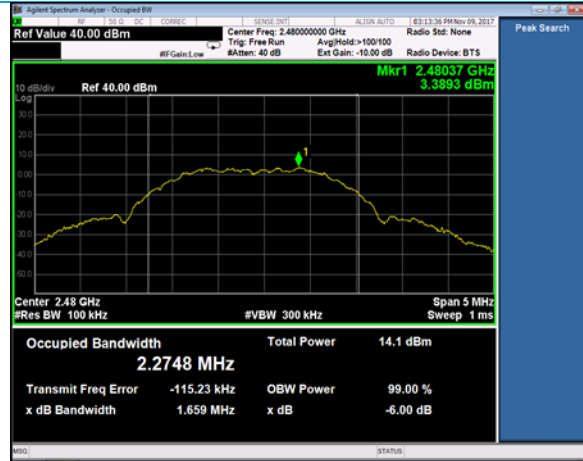 Agilent Spectrum Analyzer - Occupied BW
RF 50 Ω DC CORREC SENSE:INT ALIGN AUTO 03:13:36 PM Nov 09, 2017
Ref Value 40.00 dBm Center Freq: 2.480000000 GHz Radio Std: None Peak Search
Trig: Free Run Avg|Hold:>100/100
#IFGain:Low #Atten: 40 dB Ext Gain: -10.00 dB Radio Device: BTS
Mkr1 2.48037 GHz
10 dB/div Ref 40.00 dBm 3.3893 dBm
Log
30.0
20.0
10.0
0.00
-10.0
-20.0
-30.0
-40.0
-50.0
1
Center 2.48 GHz Span 5 MHz
#Res BW 100 kHz #VBW 300 kHz Sweep 1 ms
Occupied Bandwidth Total Power 14.1 dBm
2.2748 MHz
Transmit Freq Error -115.23 kHz OBW Power 99.00 %
x dB Bandwidth 1.659 MHz x dB -6.00 dB
MSG STATUS